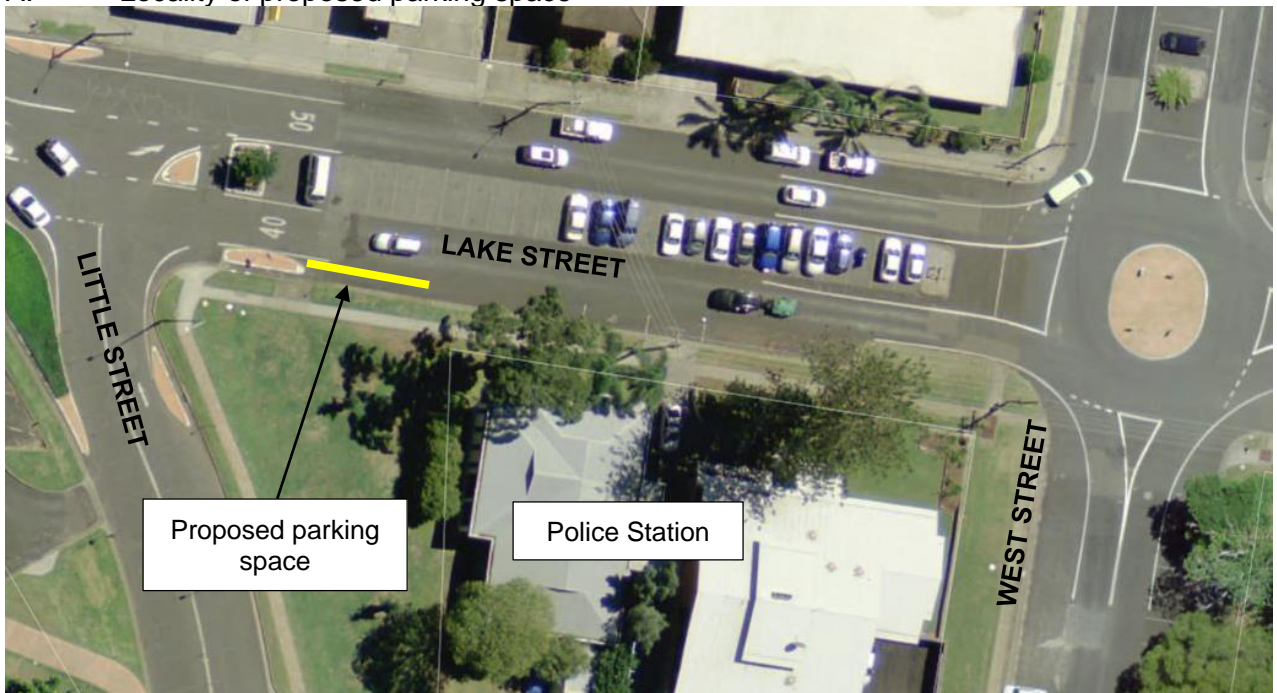 Locality of proposed parking space
50
40
LAKE STREET
LITTLE STREET
Proposed parking
space
Police Station
WEST STREET